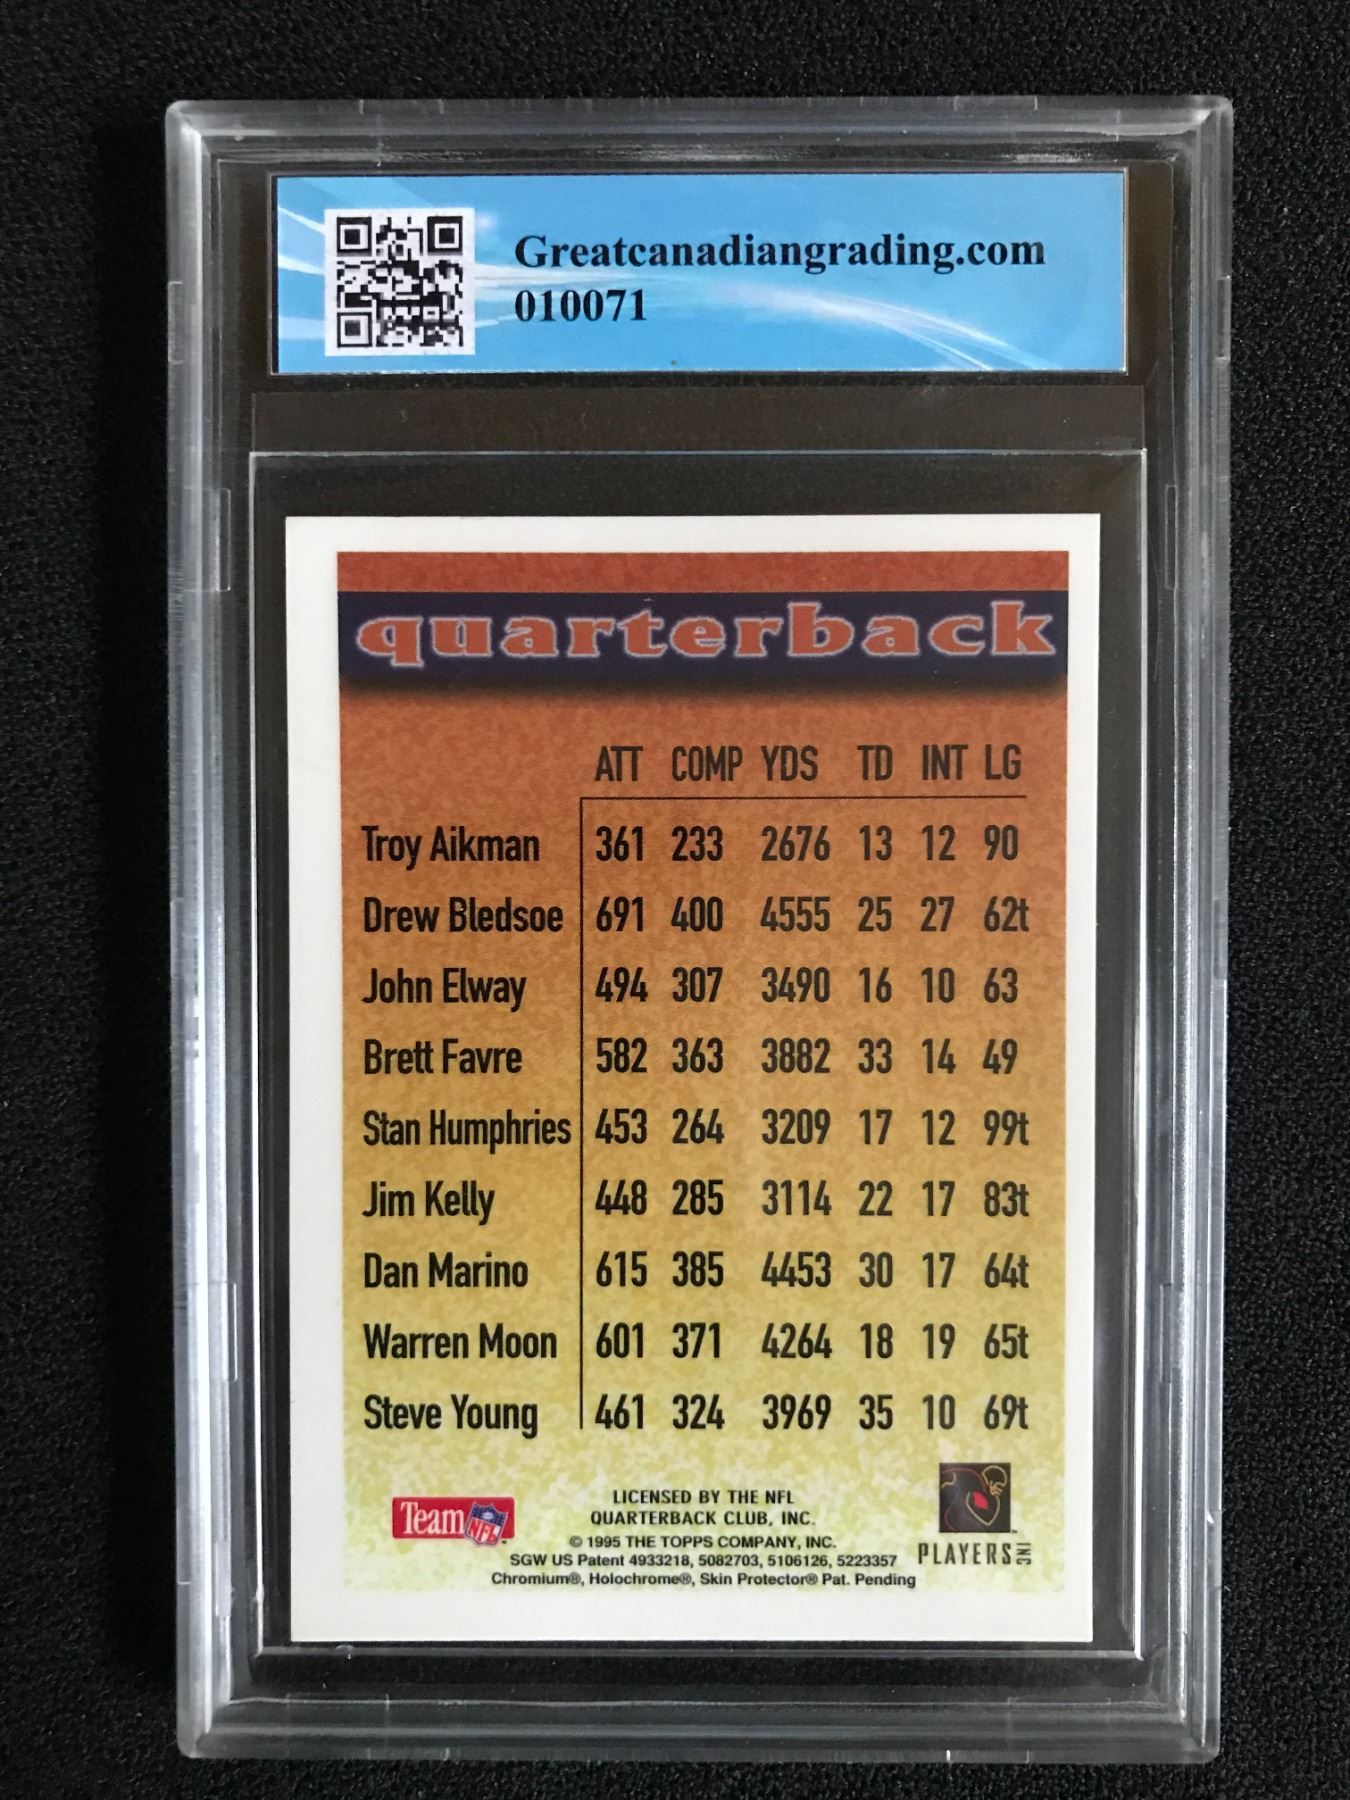 Greatcanadiangrading.com
010071
quarterback
ATT COMP YDS TD INT LG
Troy Aikman 361 233 2676 13 12 90
Drew Bledsoe 691 400 4555 25 27 62t
John Elway 494 307 3490 16 10 63
Brett Favre 582 363 3882 33 14 49
Stan Humphries 453 264 3209 17 12 99t
Jim Kelly 448 285 3114 22 17 83t
Dan Marino 615 385 4453 30 17 64t
Warren Moon 601 371 4264 18 19 65t
Steve Young 461 324 3969 35 10 69t
Team NFL
LICENSED BY THE NFL
QUARTERBACK CLUB, INC.
© 1995 THE TOPPS COMPANY, INC.
SGW US Patent 4933218, 5082703, 5106126, 5223357
Chromium®, Holochrome®, Skin Protector® Pat. Pending
PLAYERS INC